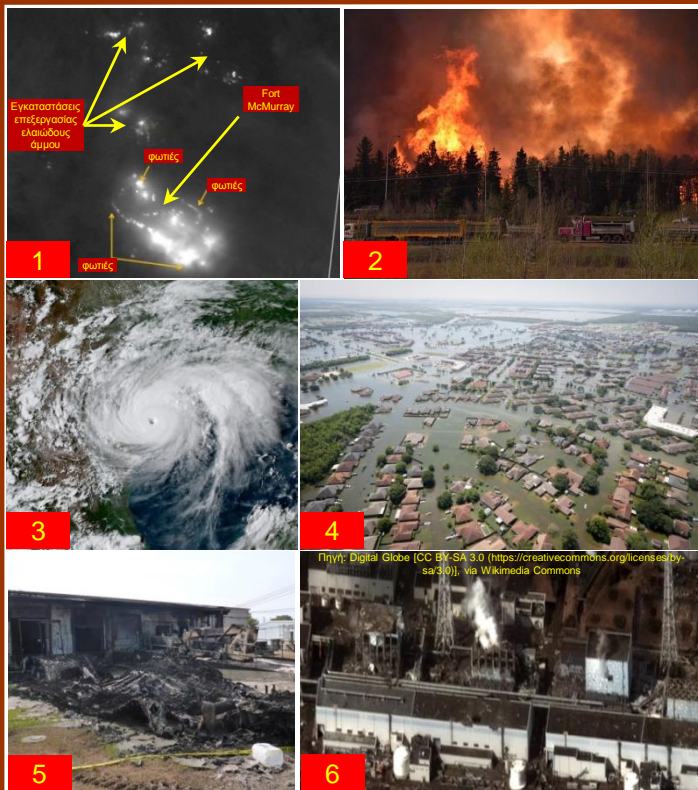 Εγκαταστάσεις
επεξεργασίας
ελαιώδους
άμμου
Fort
McMurray
φωτιές
φωτιές
φωτιές
1
2
3
4
5
Πηγή: Digital Globe [CC BY-SA 3.0 (https://creativecommons.org/licenses/by-
sa/3.0)], via Wikimedia Commons
6